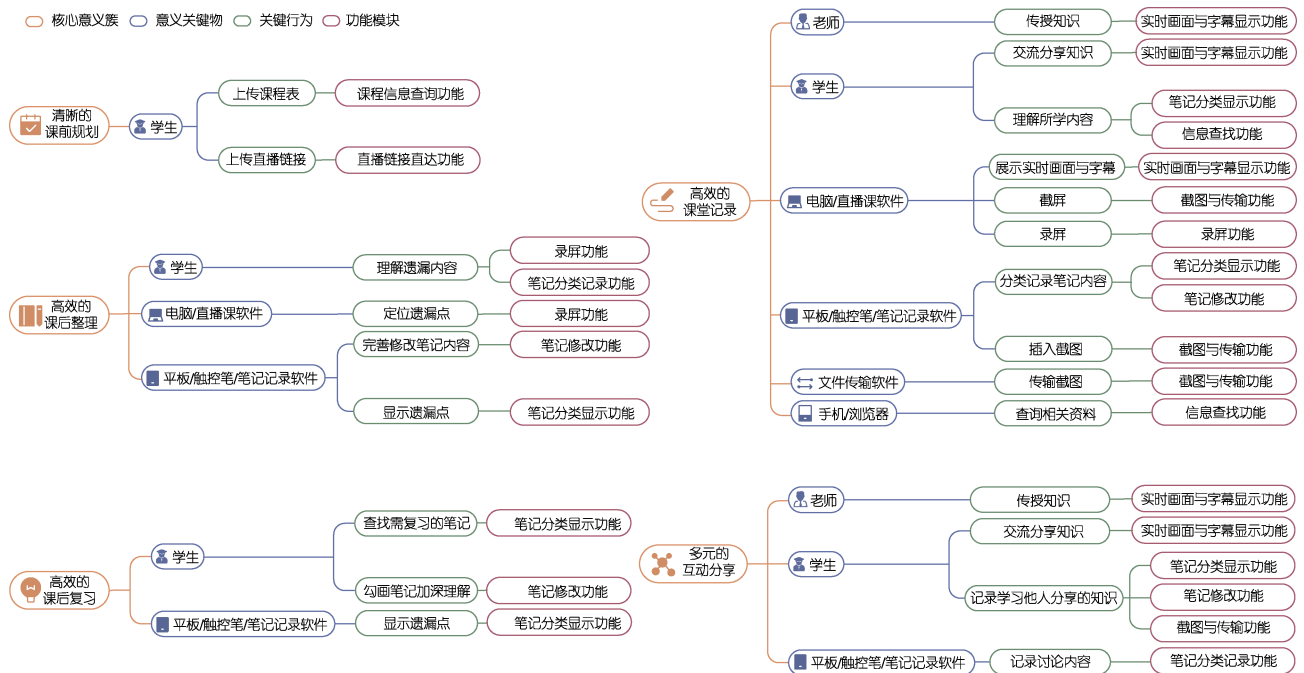 核心意义族 意义关键物 关键行为 功能模块
清晰的
课前规划
学生
上传课程表
课程信息查询功能
上传直播链接
直播链接直达功能
高效的
课后整理
学生
理解遗漏内容
录屏功能
笔记分类记录功能
电脑/直播课软件
定位遗漏点
录屏功能
平板/触控笔/笔记记录软件
完善修改笔记内容
笔记修改功能
显示遗漏点
笔记分类显示功能
高效的
课后复习
学生
查找需复习的笔记
笔记分类显示功能
勾画笔记加深理解
笔记修改功能
平板/触控笔/笔记记录软件
显示遗漏点
笔记分类显示功能
高效的
课堂记录
老师
传授知识
实时画面与字幕显示功能
学生
交流分享知识
实时画面与字幕显示功能
理解所学内容
笔记分类显示功能
信息查找功能
电脑/直播课软件
展示实时画面与字幕
实时画面与字幕显示功能
截屏
截图与传输功能
录屏
录屏功能
平板/触控笔/笔记记录软件
分类记录笔记内容
笔记分类显示功能
笔记修改功能
插入截图
截图与传输功能
文件传输软件
传输截图
截图与传输功能
手机/浏览器
查询相关资料
信息查找功能
多元的
互动分享
老师
传授知识
实时画面与字幕显示功能
学生
交流分享知识
实时画面与字幕显示功能
记录学习他人分享的知识
笔记分类显示功能
笔记修改功能
截图与传输功能
平板/触控笔/笔记记录软件
记录讨论内容
笔记分类记录功能